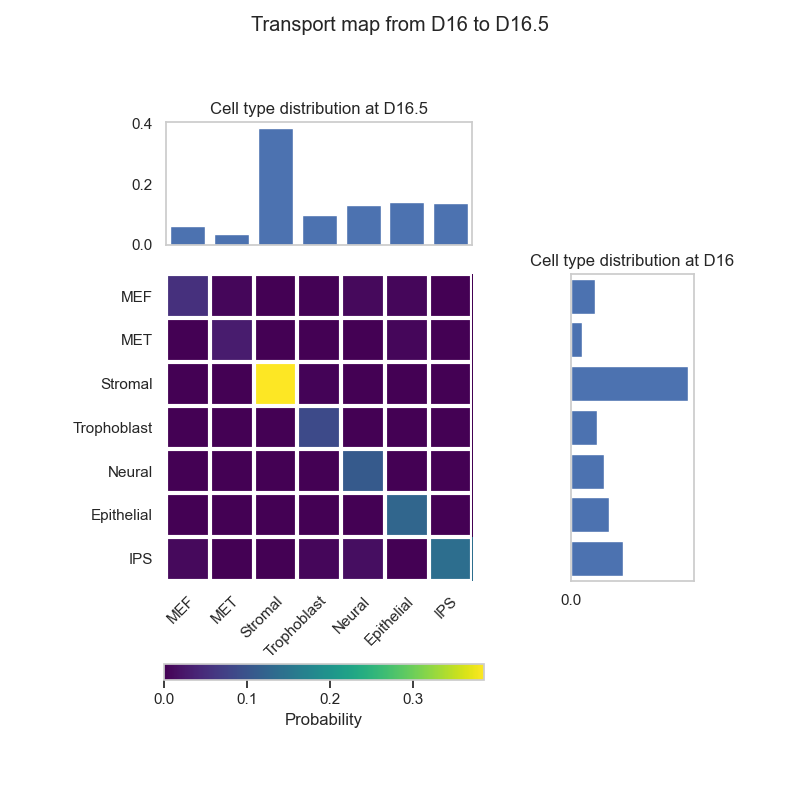 Transport map from D16 to D16.5
Cell type distribution at D16.5
0.4
0.2
0.0
Cell type distribution at D16
MEF
MET
Stromal
Trophoblast
Neural
Epithelial
IPS
0.0
MEF
MET
Stromal
Trophoblast
Neural
Epithelial
IPS
0.0 0.1 0.2 0.3
Probability